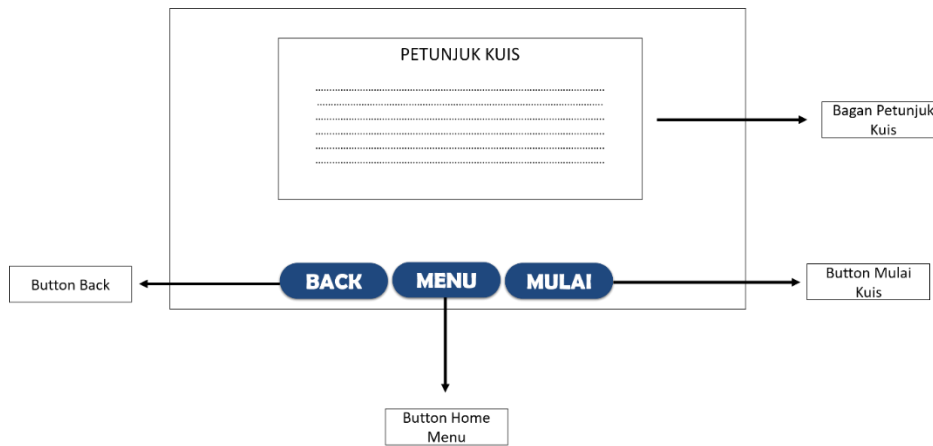 PETUNJUK KUIS
Bagan Petunjuk
Kuis
BACK
MENU
MULAI
Button Back
Button Mulai
Kuis
Button Home
Menu